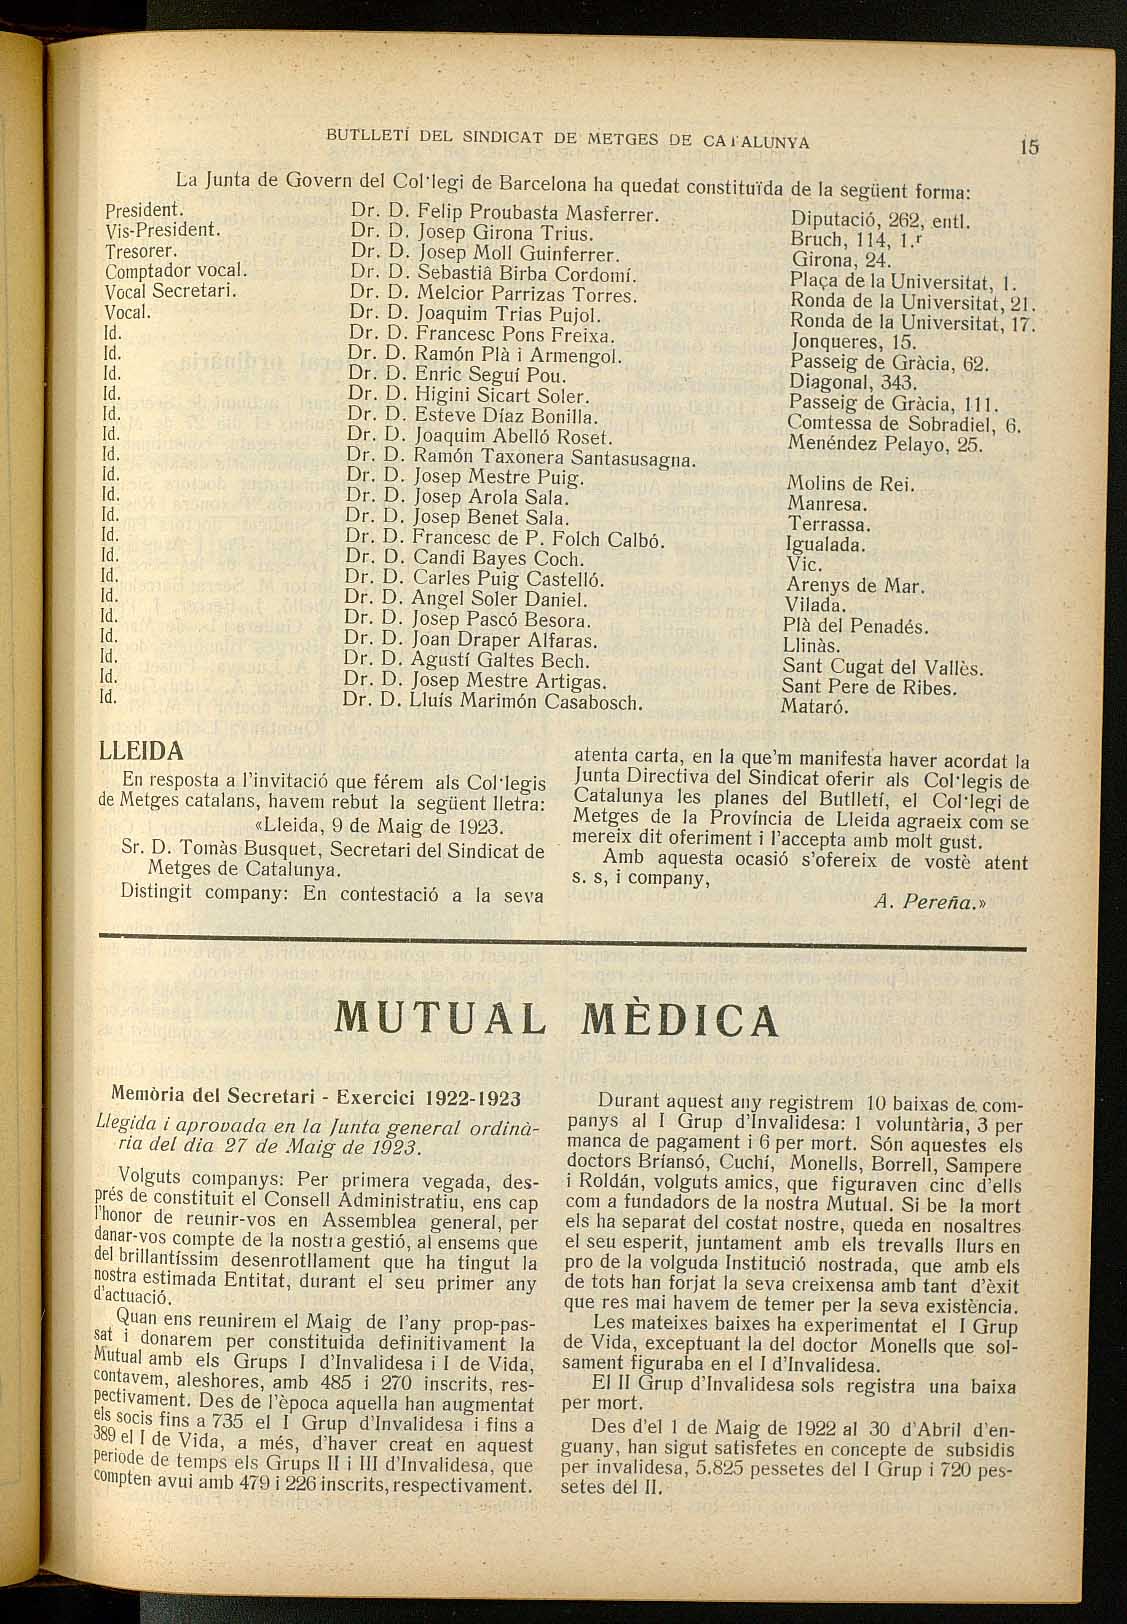 BUTLLETÍ DEL SINDICAT DE METGES DE CATALUNYA 15
La Junta de Govern del Col·legi de Barcelona ha quedat constituïda de la següent forma:
President. Dr. D. Felip Proubasta Masferrer. Diputació, 262, entl.
Vis-President. Dr. D. Josep Girona Trius. Bruch, 114, 1.r
Tresorer. Dr. D. Josep Moll Guinferrer. Girona, 24.
Comptador vocal. Dr. D. Sebastiâ Birba Cordomí. Plaça de la Universitat, 1.
Vocal Secretari. Dr. D. Melcior Parrizas Torres. Ronda de la Universitat, 21.
Vocal. Dr. D. Joaquim Trias Pujol. Ronda de la Universitat, 17.
Id. Dr. D. Francesc Pons Freixa. Jonqueres, 15.
Id. Dr. D. Ramón Plà i Armengol. Passeig de Gràcia, 62.
Id. Dr. D. Enric Seguí Pou. Diagonal, 343.
Id. Dr. D. Higini Sicart Soler. Passeig de Gràcia, 111.
Id. Dr. D. Esteve Díaz Bonilla. Comtessa de Sobradiel, 6.
Id. Dr. D. Joaquim Abelló Roset. Menéndez Pelayo, 25.
Id. Dr. D. Ramón Taxonera Santasusagna.
Id. Dr. D. Josep Mestre Puig. Molins de Rei.
Id. Dr. D. Josep Arola Sala. Manresa.
Id. Dr. D. Josep Benet Sala. Terrassa.
Id. Dr. D. Francesc de P. Folch Calbó. Igualada.
Id. Dr. D. Candi Bayes Coch. Vic.
Id. Dr. D. Carles Puig Castelló. Arenys de Mar.
Id. Dr. D. Angel Soler Daniel. Vilada.
Id. Dr. D. Josep Pascó Besora. Plà del Penadés.
Id. Dr. D. Joan Draper Alfaras. Llinàs.
Id. Dr. D. Agustí Galtes Bech. Sant Cugat del Vallès.
Id. Dr. D. Josep Mestre Artigas. Sant Pere de Ribes.
Id. Dr. D. Lluís Marimón Casabosch. Mataró.
LLEIDA
En resposta a l'invitació que férem als Col·legis
de Metges catalans, havem rebut la següent lletra:
«Lleida, 9 de Maig de 1923.
Sr. D. Tomàs Busquet, Secretari del Sindicat de
Metges de Catalunya.
Distingit company: En contestació a la seva
atenta carta, en la que'm manifesta haver acordat la
Junta Directiva del Sindicat oferir als Col·legis de
Catalunya les planes del Butlletí, el Col·legi de
Metges de la Província de Lleida agraeix com se
mereix dit oferiment i l'accepta amb molt gust.
Amb aquesta ocasió s'ofereix de vostè atent
s. s, i company,
A. Pereña.»
MUTUAL MÈDICA
Memòria del Secretari - Exercici 1922-1923
Llegida i aprovada en la Junta general ordinà-
ria del dia 27 de Maig de 1923.
Volguts companys: Per primera vegada, des-
prés de constituit el Consell Administratiu, ens cap
l'honor de reunir-vos en Assemblea general, per
danar-vos compte de la nostra gestió, al ensems que
del brillantíssim desenrotllament que ha tingut la
nostra estimada Entitat, durant el seu primer any
d'actuació.
Quan ens reunirem el Maig de l'any prop-pas-
sat i donarem per constituida definitivament la
Mutual amb els Grups I d'Invalidesa i I de Vida,
contavem, aleshores, amb 485 i 270 inscrits, res-
pectivament. Des de l'època aquella han augmentat
els socis fins a 735 el I Grup d'Invalidesa i fins a
389 el I de Vida, a més, d'haver creat en aquest
periode de temps els Grups II i III d'Invalidesa, que
compten avui amb 479 i 226 inscrits, respectivament.
Durant aquest any registrem 10 baixas de com-
panys al I Grup d'Invalidesa: 1 voluntària, 3 per
manca de pagament i 6 per mort. Són aquestes els
doctors Bríansó, Cuchí, Monells, Borrell, Sampere
i Roldán, volguts amics, que figuraven cinc d'ells
com a fundadors de la nostra Mutual. Si be la mort
els ha separat del costat nostre, queda en nosaltres
el seu esperit, juntament amb els trevalls llurs en
pro de la volguda Institució nostrada, que amb els
de tots han forjat la seva creixensa amb tant d'èxit
que res mai havem de temer per la seva existència.
Les mateixes baixes ha experimentat el I Grup
de Vida, exceptuant la del doctor Monells que sol-
sament figuraba en el I d'Invalidesa.
El II Grup d'Invalidesa sols registra una baixa
per mort.
Des d'el 1 de Maig de 1922 al 30 d'Abril d'en-
guany, han sigut satisfetes en concepte de subsidis
per invalidesa, 5.825 pessetes del I Grup i 720 pes-
setes del II.